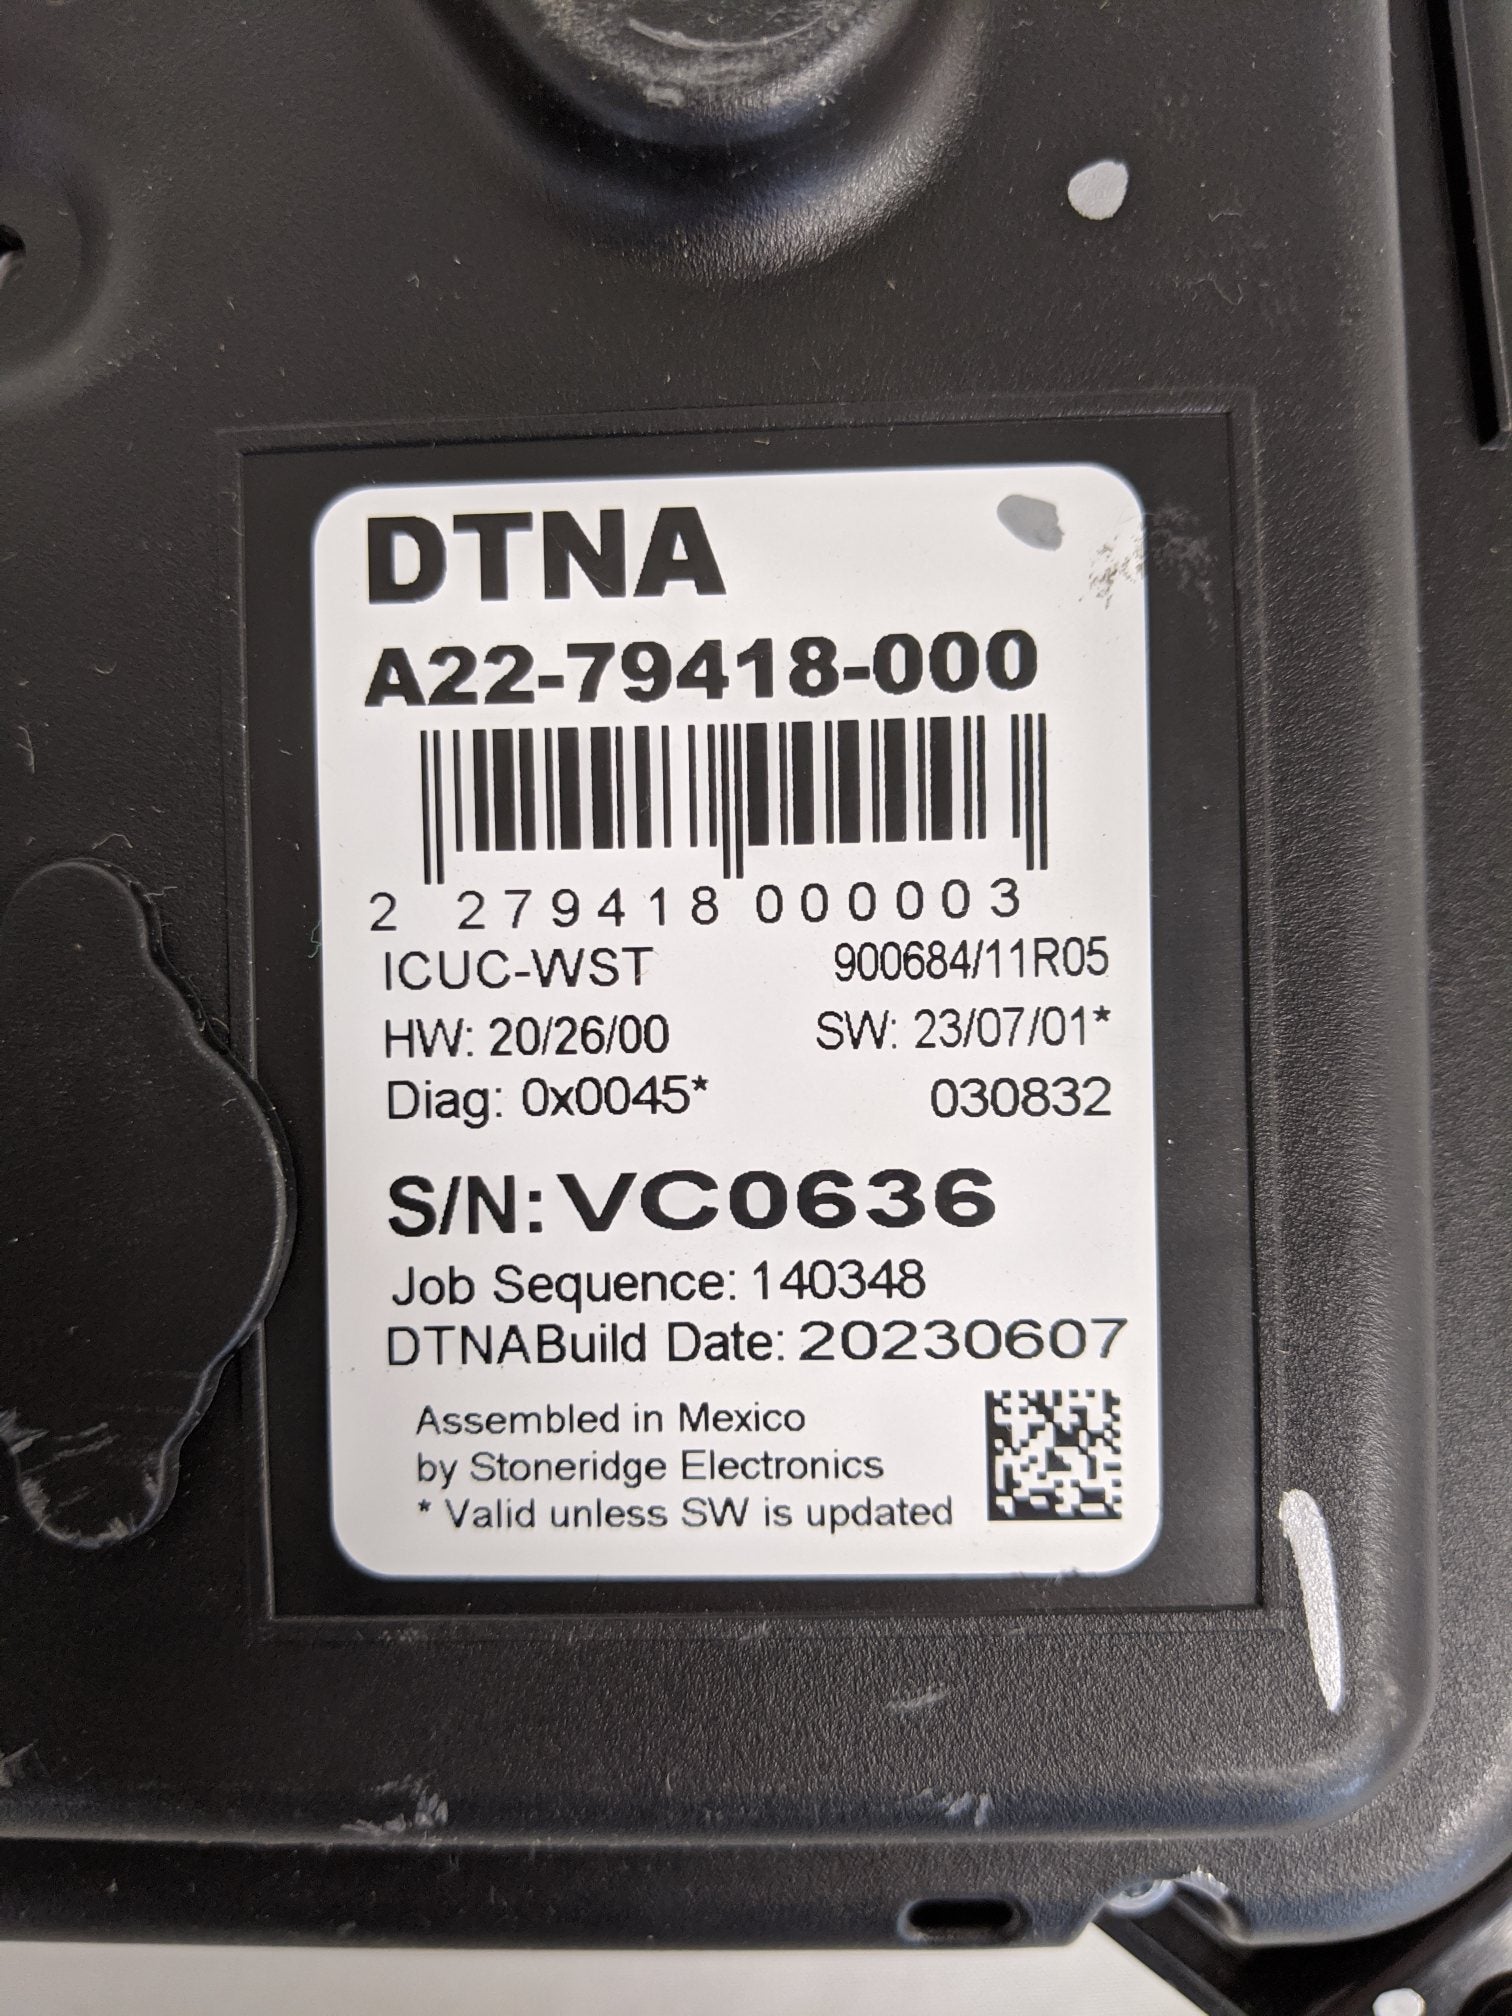 DTNA
A22-79418-000
2 279418 000003
ICUC-WST 900684/11R05
HW: 20/26/00 SW: 23/07/01*
Diag: 0x0045* 030832
S/N: VC0636
Job Sequence: 140348
DTNABuild Date: 20230607
Assembled in Mexico
by Stoneridge Electronics
* Valid unless SW is updated